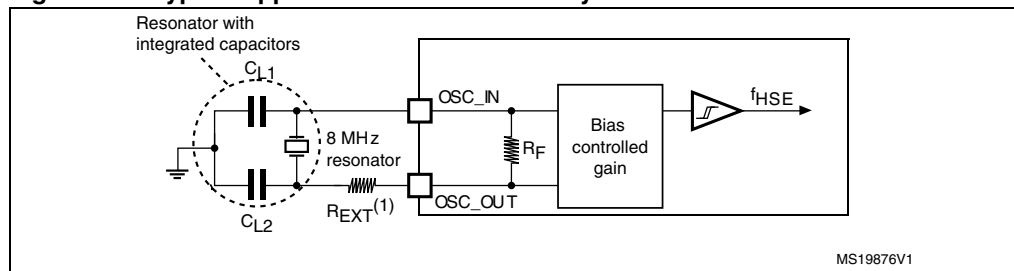 Resonator with
integrated capacitors
CL1
OSC_IN
fHSE
8 MHz
resonator
RF
Bias
controlled
gain
REXT(1)
OSC_OUT
CL2
MS19876V1